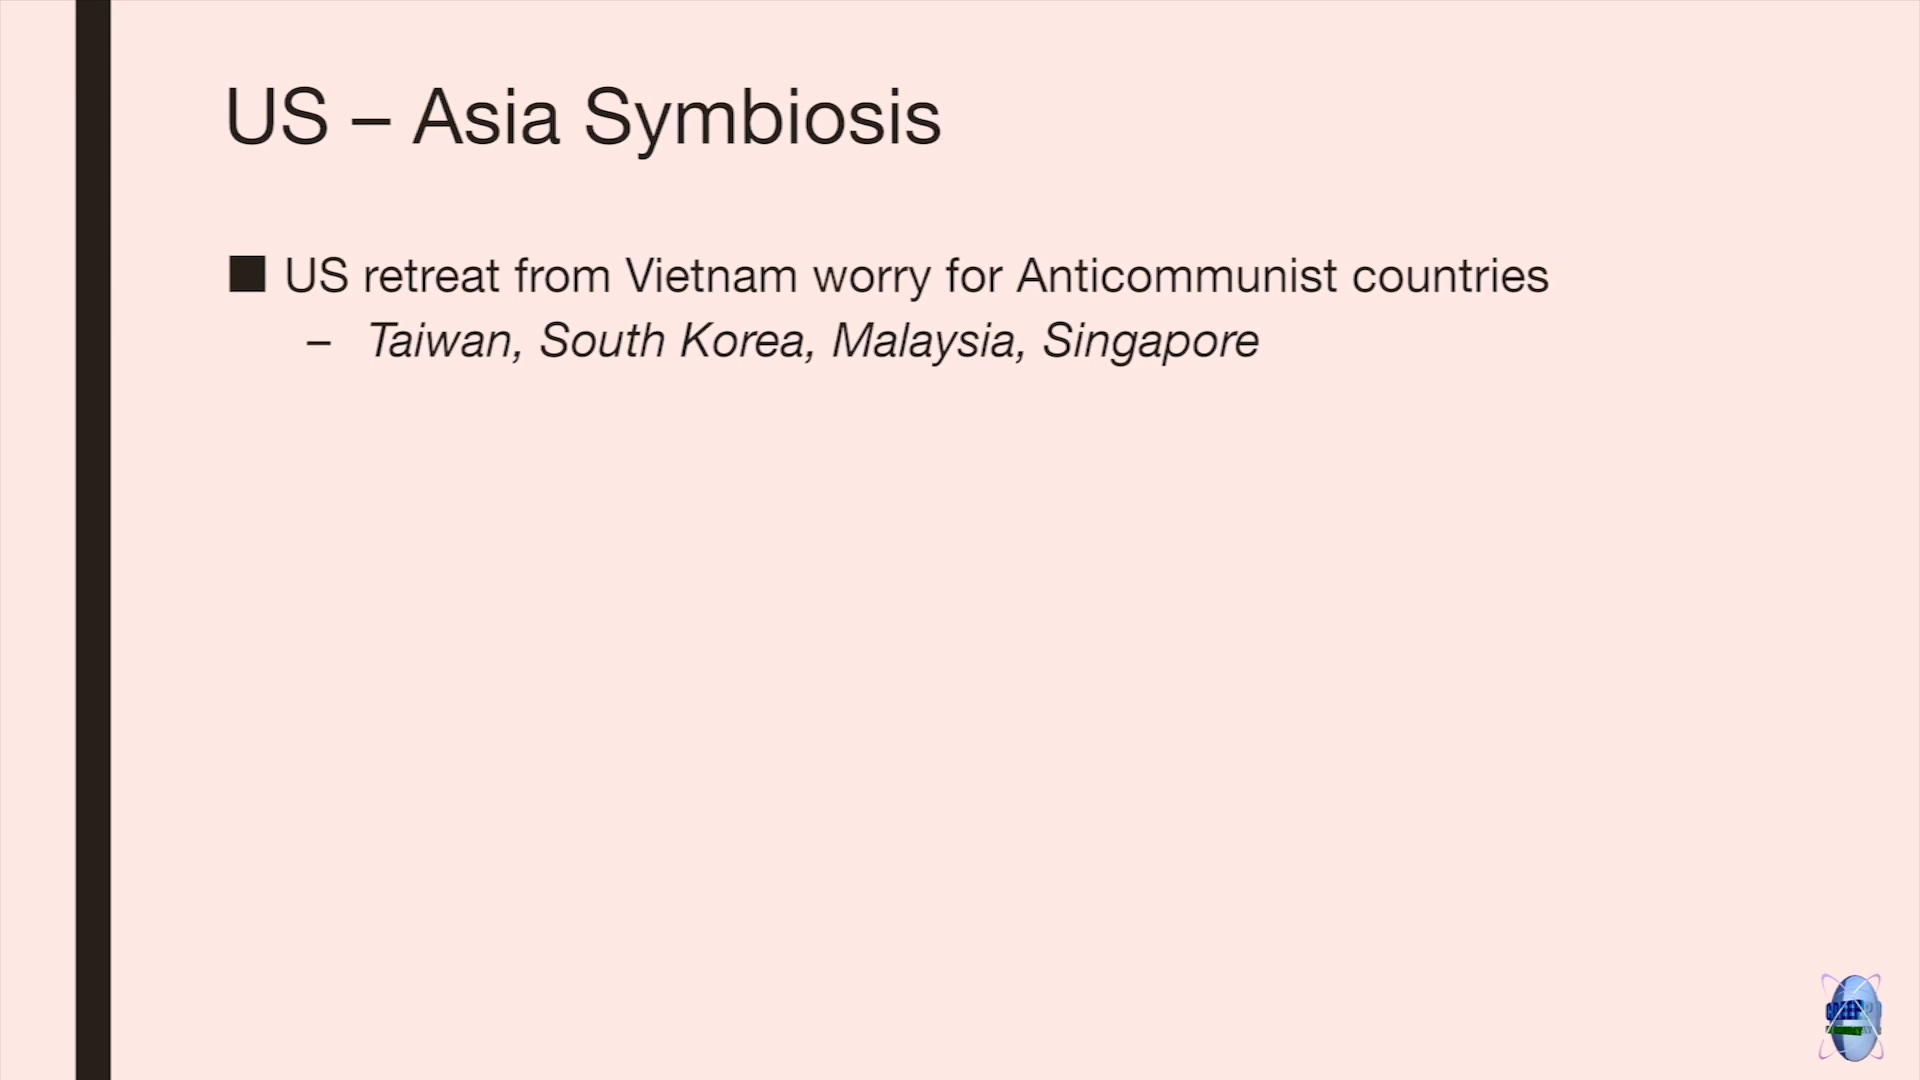 US – Asia Symbiosis
■ US retreat from Vietnam worry for Anticommunist countries
– Taiwan, South Korea, Malaysia, Singapore